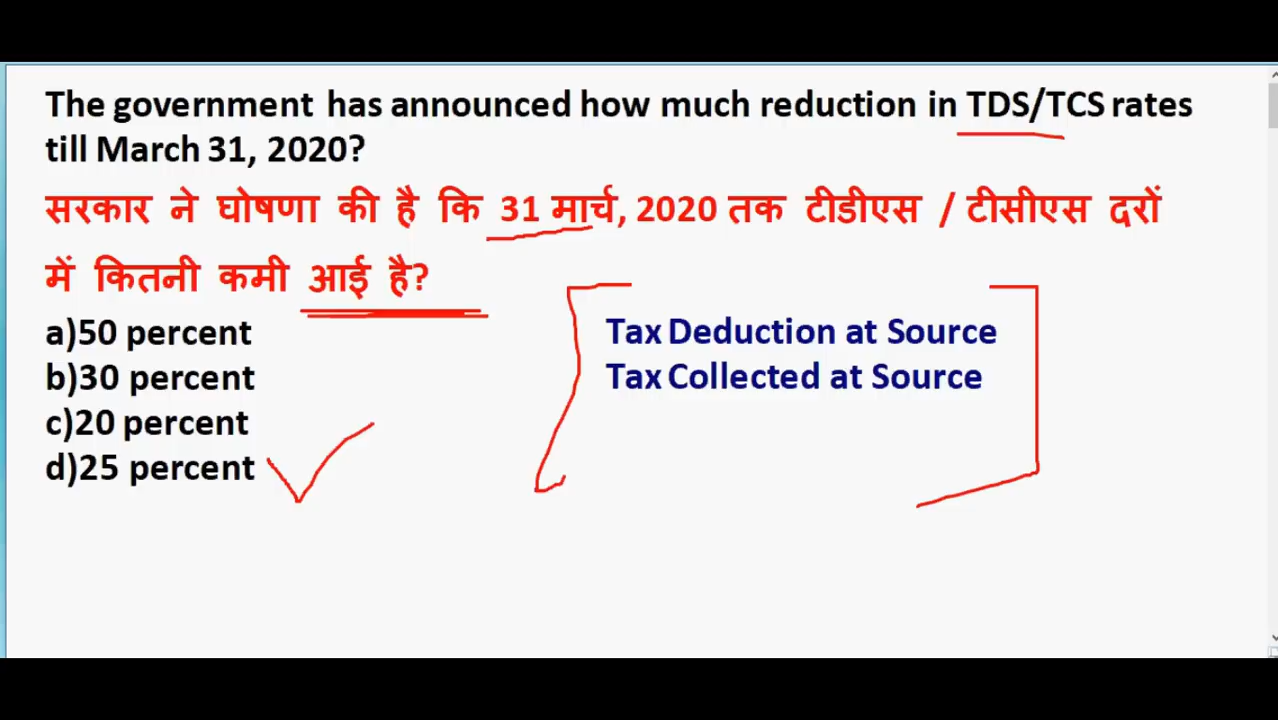 The government has announced how much reduction in TDS/TCS rates
till March 31, 2020?
सरकार ने घोषणा की है कि 31 मार्च, 2020 तक टीडीएस / टीसीएस दरों
में कितनी कमी आई है?
a)50 percent
b)30 percent
c)20 percent
d)25 percent
Tax Deduction at Source
Tax Collected at Source